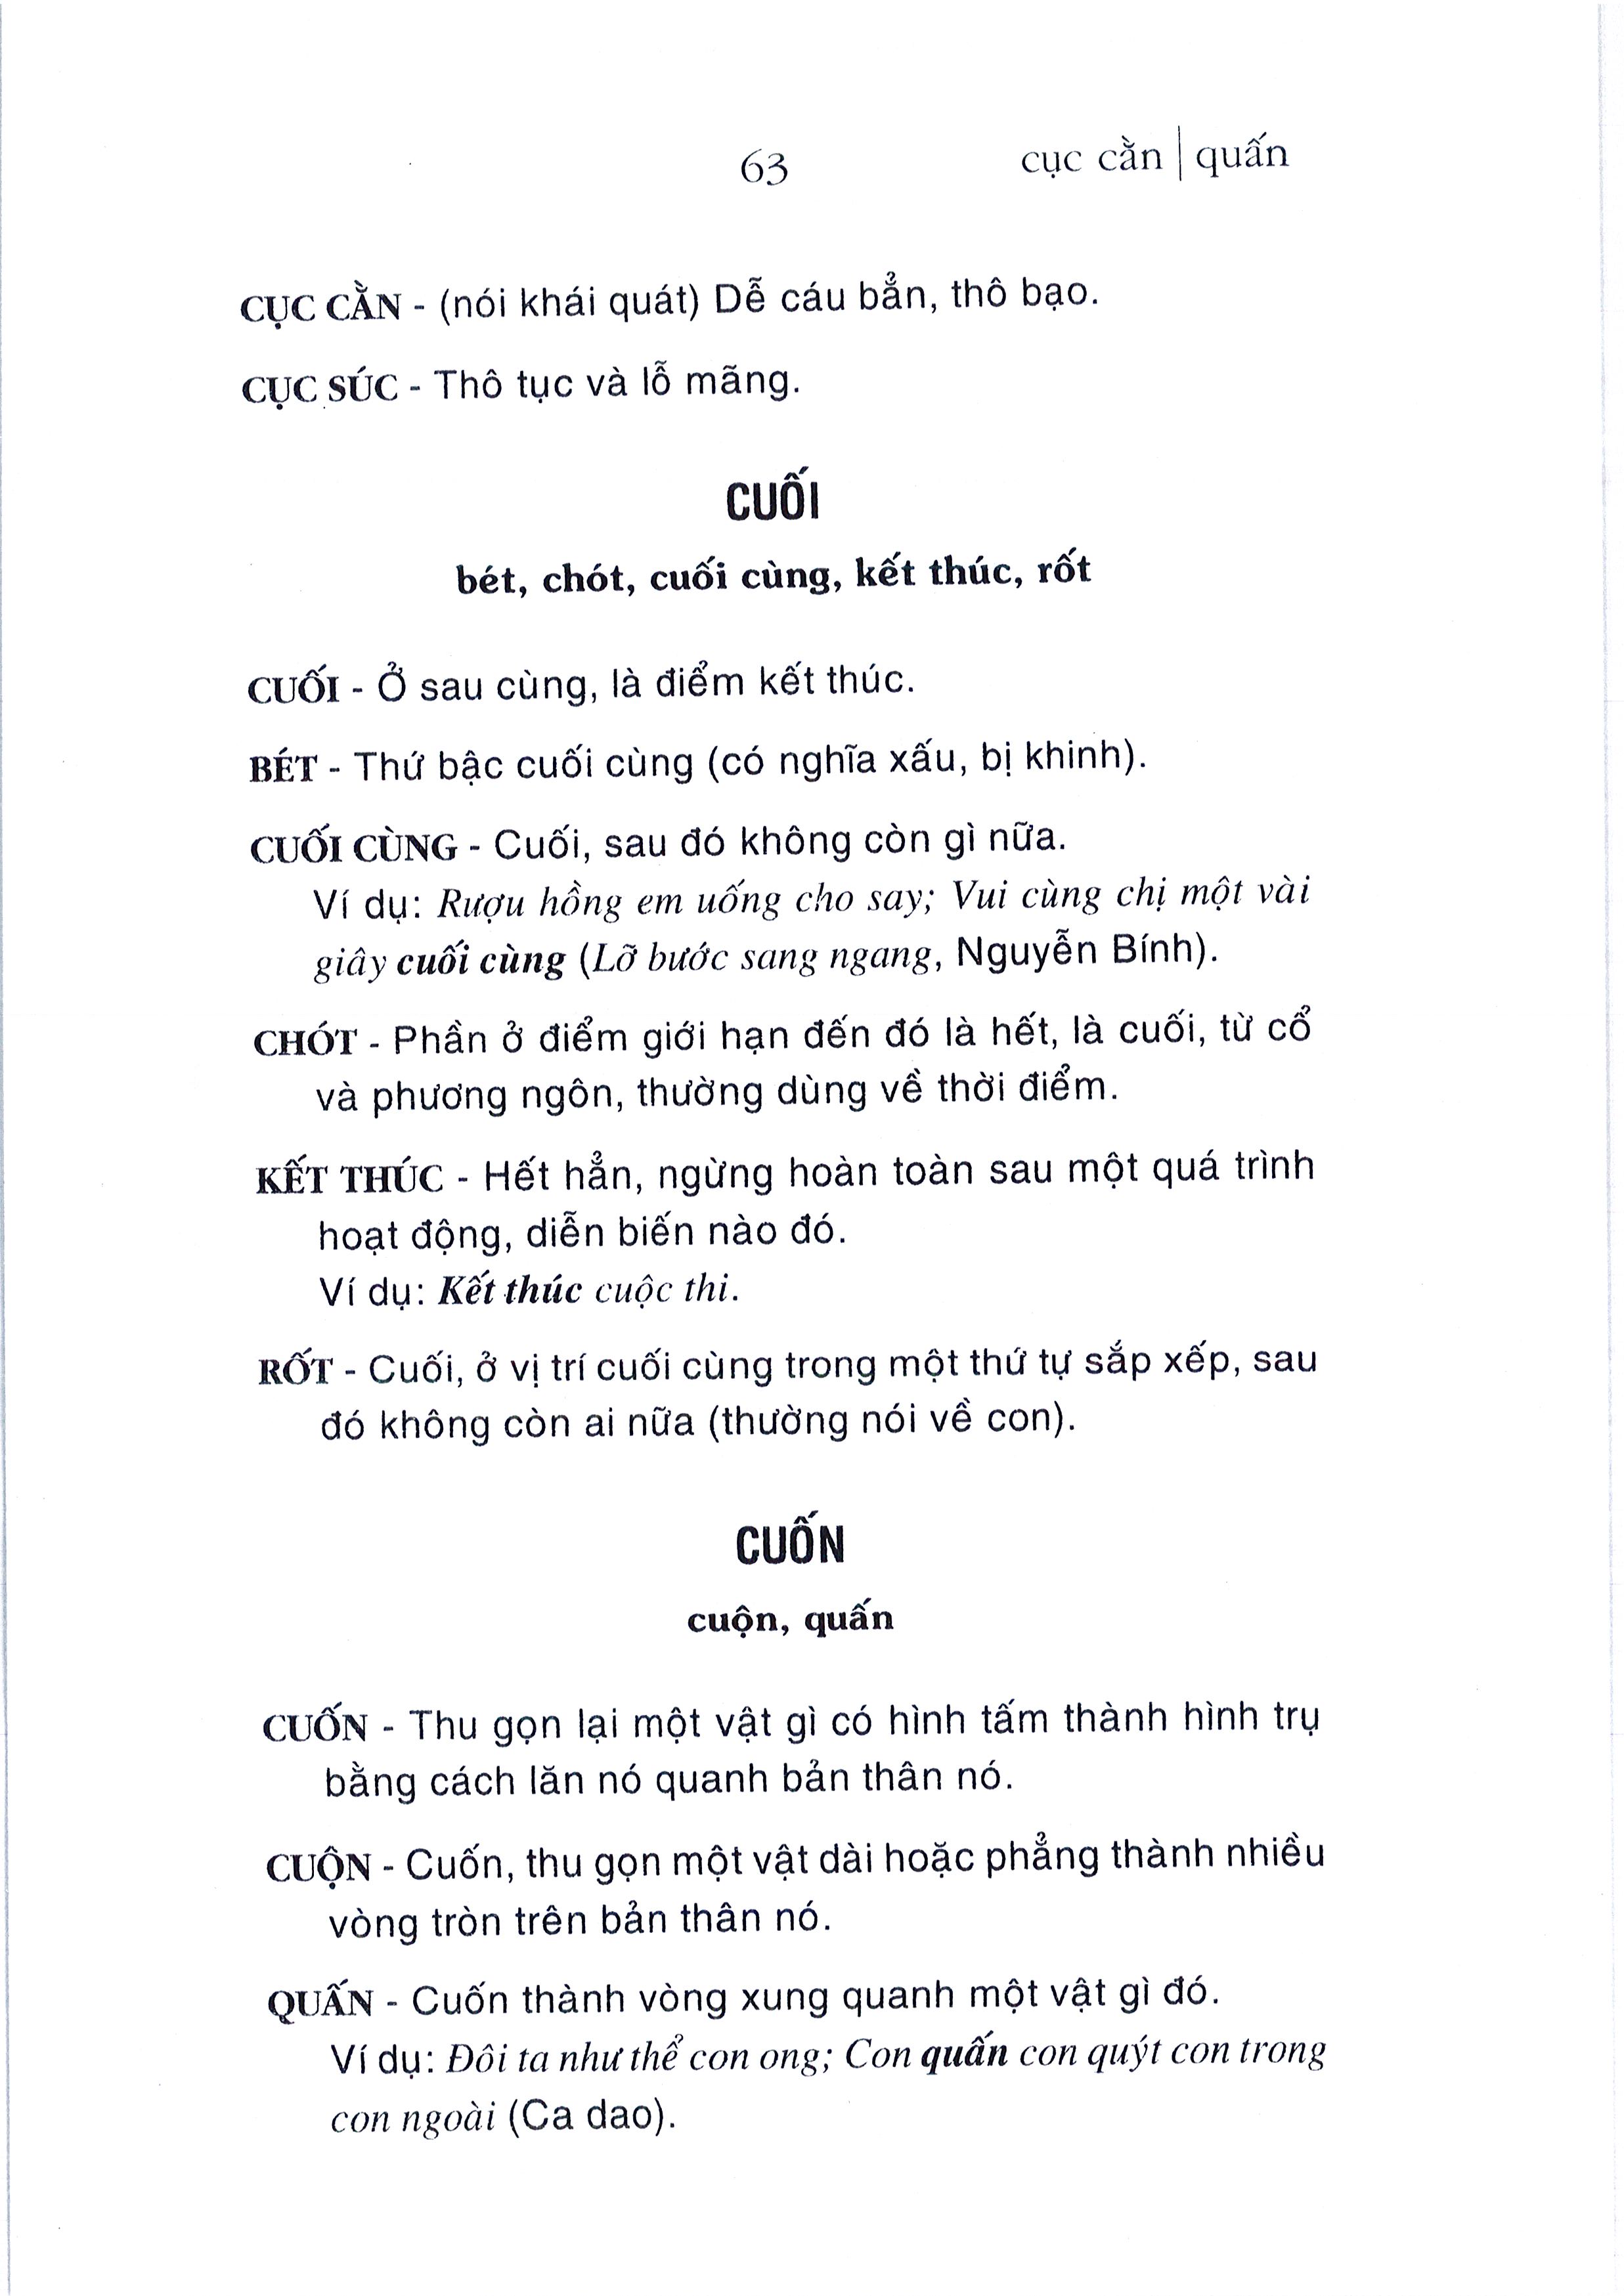 63
cục cằn | quấn
CỤC CẰN - (nói khái quát) Dễ cáu bẳn, thô bạo.
CỤC SÚC - Thô tục và lỗ mãng.
CUỐI
bét, chót, cuối cùng, kết thúc, rốt
CUỐI - Ở sau cùng, là điểm kết thúc.
BÉT - Thứ bậc cuối cùng (có nghĩa xấu, bị khinh).
CUỐI CÙNG - Cuối, sau đó không còn gì nữa.
Ví dụ: Rượu hồng em uống cho say; Vui cùng chị một vài
giây cuối cùng (Lỡ bước sang ngang, Nguyễn Bính).
CHÓT - Phần ở điểm giới hạn đến đó là hết, là cuối, từ cổ
và phương ngôn, thường dùng về thời điểm.
KẾT THÚC - Hết hẳn, ngừng hoàn toàn sau một quá trình
hoạt động, diễn biến nào đó.
Ví dụ: Kết thúc cuộc thi.
RỐT - Cuối, ở vị trí cuối cùng trong một thứ tự sắp xếp, sau
đó không còn ai nữa (thường nói về con).
CUỐN
cuộn, quấn
CUỐN - Thu gọn lại một vật gì có hình tấm thành hình trụ
bằng cách lăn nó quanh bản thân nó.
CUỘN - Cuốn, thu gọn một vật dài hoặc phẳng thành nhiều
vòng tròn trên bản thân nó.
QUẤN - Cuốn thành vòng xung quanh một vật gì đó.
Ví dụ: Đôi ta như thể con ong; Con quấn con quýt con trong
con ngoài (Ca dao).